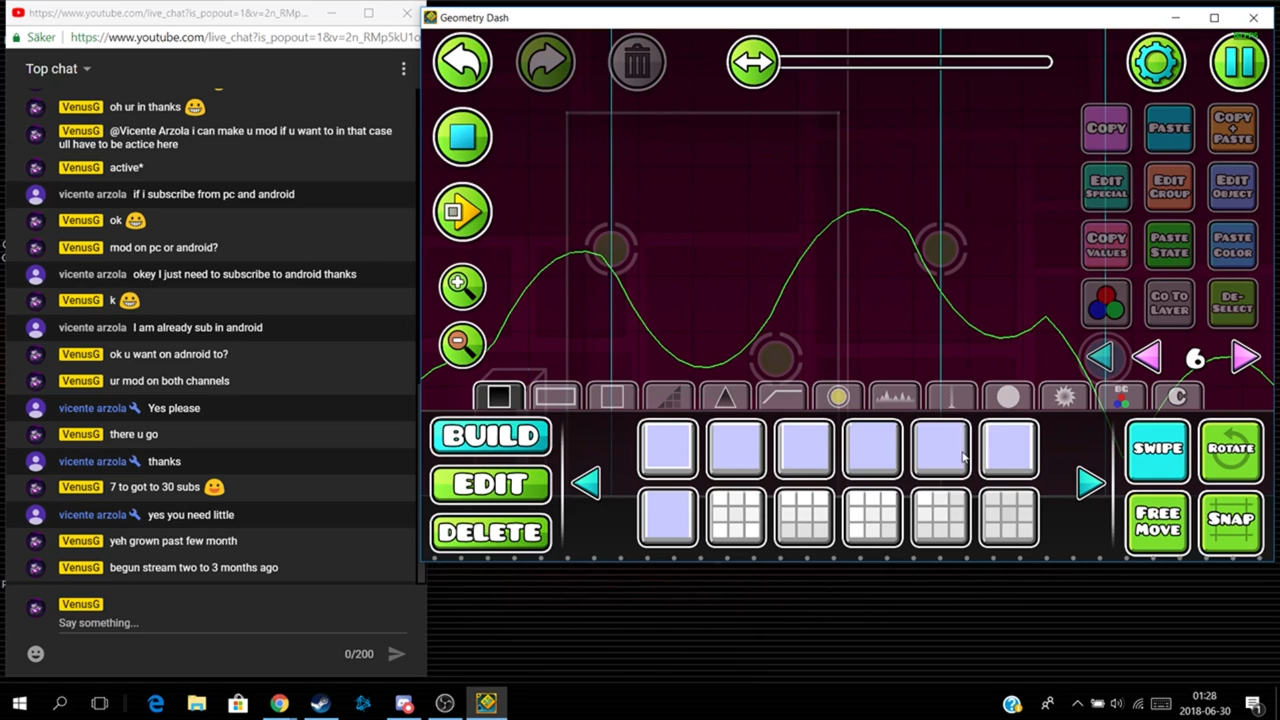 https://www.youtube.com/live_chat?is_popout=1&v=2n_RMp...
Säker https://www.youtube.com/live_chat?is_popout=1&v=2n_RMp5kU1
Top chat
VenusG oh ur in thanks
VenusG @Vicente Arzola i can make u mod if u want to in that case
ull have to be actice here
VenusG active*
vicente arzola if i subscribe from pc and android
VenusG ok
VenusG mod on pc or android?
vicente arzola okey I just need to subscribe to android thanks
VenusG k
vicente arzola I am already sub in android
VenusG ok u want on adnroid to?
VenusG ur mod on both channels
vicente arzola Yes please
VenusG there u go
vicente arzola thanks
VenusG 7 to got to 30 subs
vicente arzola yes you need little
VenusG yeh grown past few month
VenusG begun stream two to 3 months ago
VenusG
Say something...
0/200
Geometry Dash
COPY
PASTE
COPY
+
PASTE
EDIT
SPECIAL
EDIT
GROUP
EDIT
OBJECT
COPY
VALUES
PASTE
STATE
PASTE
COLOR
GO TO
LAYER
DE-
SELECT
6
BG
C
BUILD
EDIT
DELETE
SWIPE
ROTATE
FREE
MOVE
SNAP
01:28
2018-06-30
1